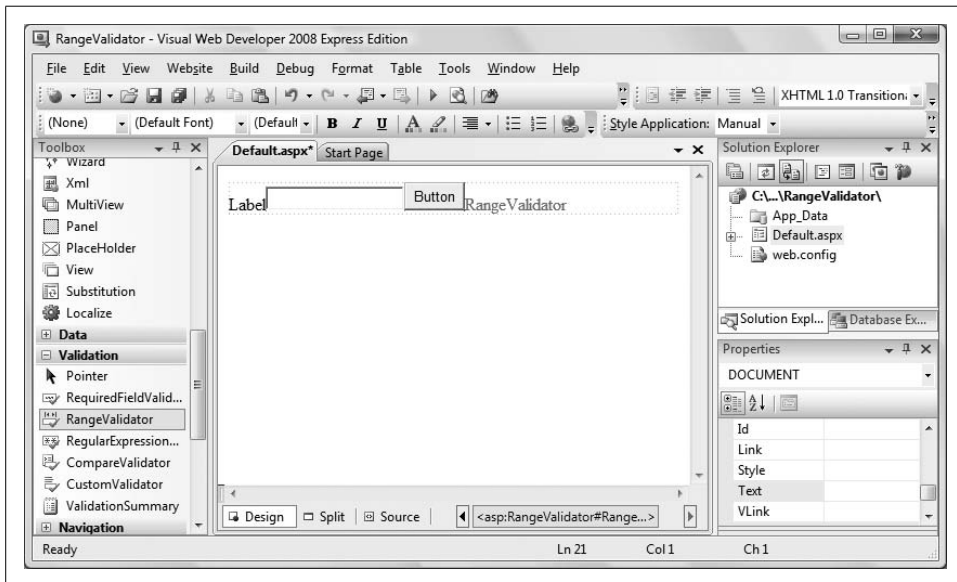 RangeValidator - Visual Web Developer 2008 Express Edition
File Edit View Website Build Debug Format Table Tools Window Help
XHTML 1.0 Transition
(None) (Default Font) (Default B I U A Style Application: Manual
Toolbox
Wizard
Xml
MultiView
Panel
PlaceHolder
View
Substitution
Localize
Data
Validation
Pointer
RequiredFieldValid...
RangeValidator
RegularExpression...
CompareValidator
CustomValidator
ValidationSummary
Navigation
Default.aspx* Start Page
Label Button RangeValidator
Design Split Source <asp:RangeValidator#Range...>
Solution Explorer
C:\...\RangeValidator\
App_Data
Default.aspx
web.config
Solution Expl... Database Ex...
Properties
DOCUMENT
Id
Link
Style
Text
VLink
Ready Ln 21 Col 1 Ch 1